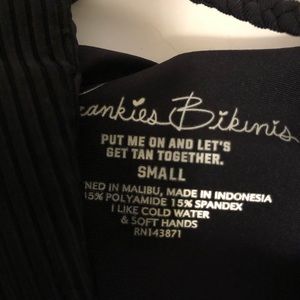 rankies Bikinis
PUT ME ON AND LET'S
GET TAN TOGETHER.
SMALL
NED IN MALIBU, MADE IN INDONESIA
5% POLYAMIDE 15% SPANDEX
I LIKE COLD WATER
& SOFT HANDS
RN143871